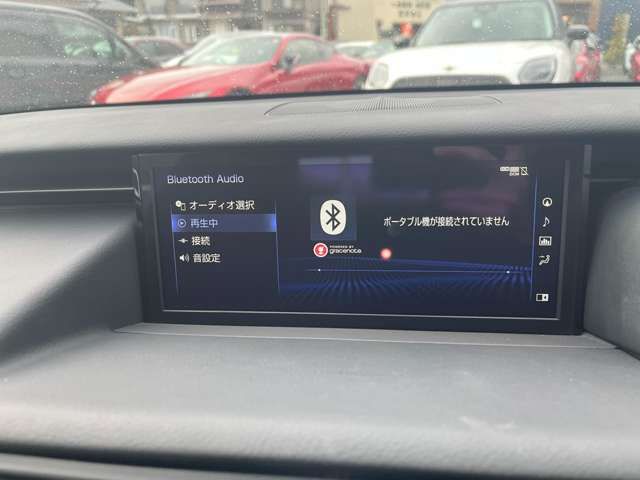 Bluetooth Audio
オーディオ選択
再生中
接続
音設定
POWERED BY
gracenote
ポータブル機が接続されていません